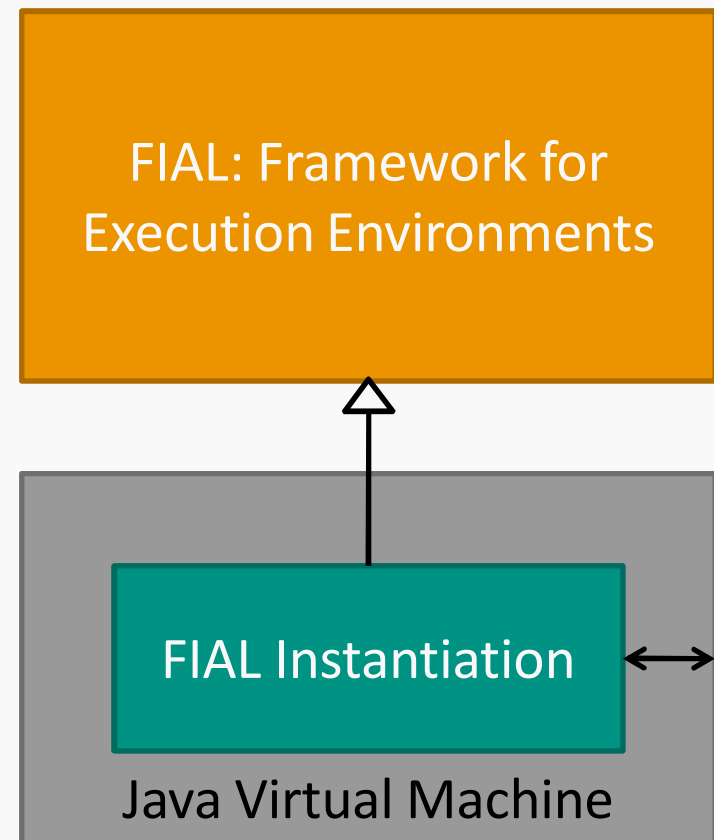 FIAL: Framework for
Execution Environments
FIAL Instantiation
Java Virtual Machine